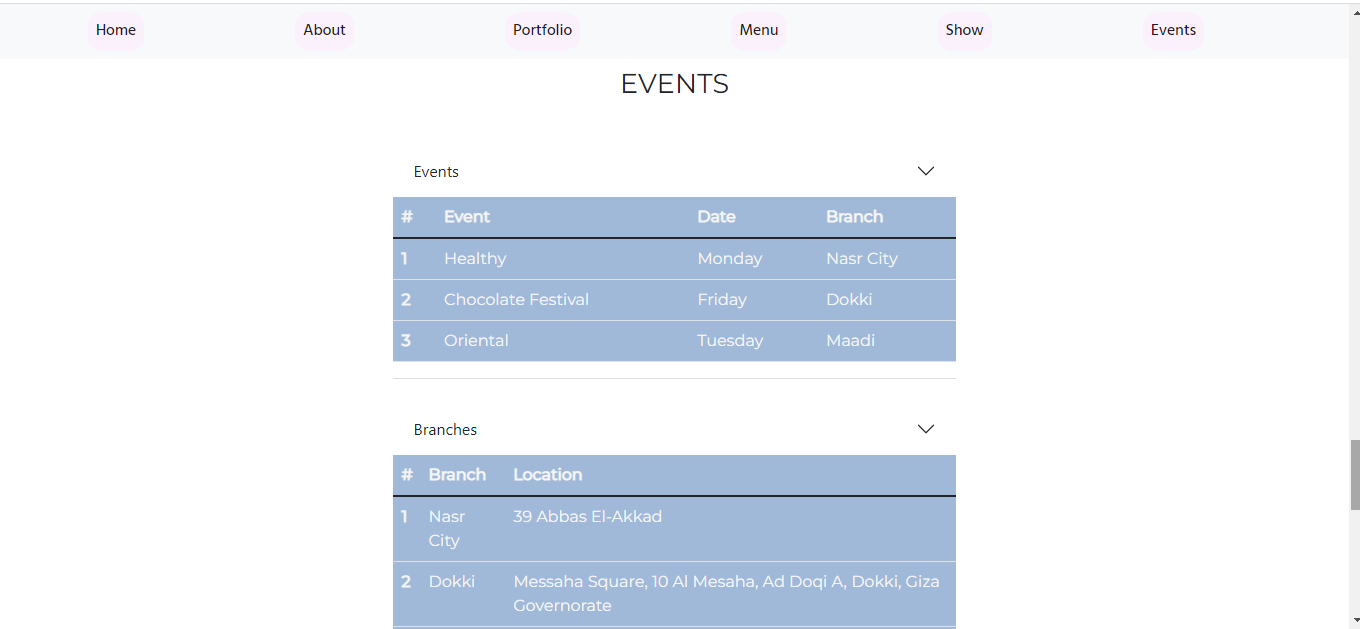 Home About Portfolio Menu Show Events
EVENTS
Events
# Event Date Branch
1 Healthy Monday Nasr City
2 Chocolate Festival Friday Dokki
3 Oriental Tuesday Maadi
Branches
# Branch Location
1 Nasr City 39 Abbas El-Akkad
2 Dokki Messaha Square, 10 Al Mesaha, Ad Doqi A, Dokki, Giza
Governorate